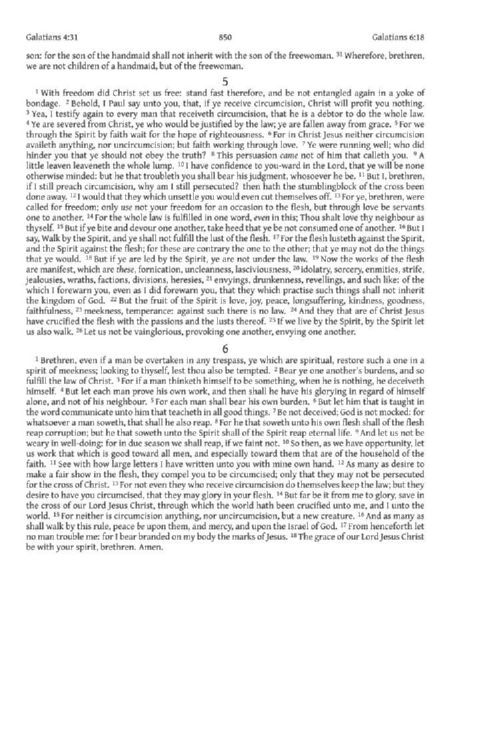 Galatians 4:31 850 Galatians 6:18
son: for the son of the handmaid shall not inherit with the son of the freewoman. 31 Wherefore, brethren,
we are not children of a handmaid, but of the freewoman.
5
1 With freedom did Christ set us free: stand fast therefore, and be not entangled again in a yoke of
bondage. 2 Behold, I Paul say unto you, that, if ye receive circumcision, Christ will profit you nothing.
3 Yea, I testify again to every man that receiveth circumcision, that he is a debtor to do the whole law.
4 Ye are severed from Christ, ye who would be justified by the law; ye are fallen away from grace. 5 For we
through the Spirit by faith wait for the hope of righteousness. 6 For in Christ Jesus neither circumcision
availeth anything, nor uncircumcision; but faith working through love. 7 Ye were running well; who did
hinder you that ye should not obey the truth? 8 This persuasion came not of him that calleth you. 9 A
little leaven leaveneth the whole lump. 10 I have confidence to you-ward in the Lord, that ye will be none
otherwise minded: but he that troubleth you shall bear his judgment, whosoever he be. 11 But I, brethren,
if I still preach circumcision, why am I still persecuted? then hath the stumblingblock of the cross been
done away. 12 I would that they which unsettle you would even cut themselves off. 13 For ye, brethren, were
called for freedom; only use not your freedom for an occasion to the flesh, but through love be servants
one to another. 14 For the whole law is fulfilled in one word, even in this; Thou shalt love thy neighbour as
thyself. 15 But if ye bite and devour one another, take heed that ye be not consumed one of another. 16 But I
say, Walk by the Spirit, and ye shall not fulfill the lust of the flesh. 17 For the flesh lusteth against the Spirit,
and the Spirit against the flesh; for these are contrary the one to the other; that ye may not do the things
that ye would. 18 But if ye are led by the Spirit, ye are not under the law. 19 Now the works of the flesh
are manifest, which are these, fornication, uncleanness, lasciviousness, 20 idolatry, sorcery, enmities, strife,
jealousies, wraths, factions, divisions, heresies, 21 envyings, drunkenness, revellings, and such like: of the
which I forewarn you, even as I did forewarn you, that they which practise such things shall not inherit
the kingdom of God. 22 But the fruit of the Spirit is love, joy, peace, longsuffering, kindness, goodness,
faithfulness, 23 meekness, temperance: against such there is no law. 24 And they that are of Christ Jesus
have crucified the flesh with the passions and the lusts thereof. 25 If we live by the Spirit, by the Spirit let
us also walk. 26 Let us not be vainglorious, provoking one another, envying one another.
6
1 Brethren, even if a man be overtaken in any trespass, ye which are spiritual, restore such a one in a
spirit of meekness; looking to thyself, lest thou also be tempted. 2 Bear ye one another's burdens, and so
fulfill the law of Christ. 3 For if a man thinketh himself to be something, when he is nothing, he deceiveth
himself. 4 But let each man prove his own work, and then shall he have his glorying in regard of himself
alone, and not of his neighbour. 5 For each man shall bear his own burden. 6 But let him that is taught in
the word communicate unto him that teacheth in all good things. 7 Be not deceived; God is not mocked: for
whatsoever a man soweth, that shall he also reap. 8 For he that soweth unto his own flesh shall of the flesh
reap corruption; but he that soweth unto the Spirit shall of the Spirit reap eternal life. 9 And let us not be
weary in well-doing: for in due season we shall reap, if we faint not. 10 So then, as we have opportunity, let
us work that which is good toward all men, and especially toward them that are of the household of the
faith. 11 See with how large letters I have written unto you with mine own hand. 12 As many as desire to
make a fair show in the flesh, they compel you to be circumcised; only that they may not be persecuted
for the cross of Christ. 13 For not even they who receive circumcision do themselves keep the law; but they
desire to have you circumcised, that they may glory in your flesh. 14 But far be it from me to glory, save in
the cross of our Lord Jesus Christ, through which the world hath been crucified unto me, and I unto the
world. 15 For neither is circumcision anything, nor uncircumcision, but a new creature. 16 And as many as
shall walk by this rule, peace be upon them, and mercy, and upon the Israel of God. 17 From henceforth let
no man trouble me: for I bear branded on my body the marks of Jesus. 18 The grace of our Lord Jesus Christ
be with your spirit, brethren. Amen.